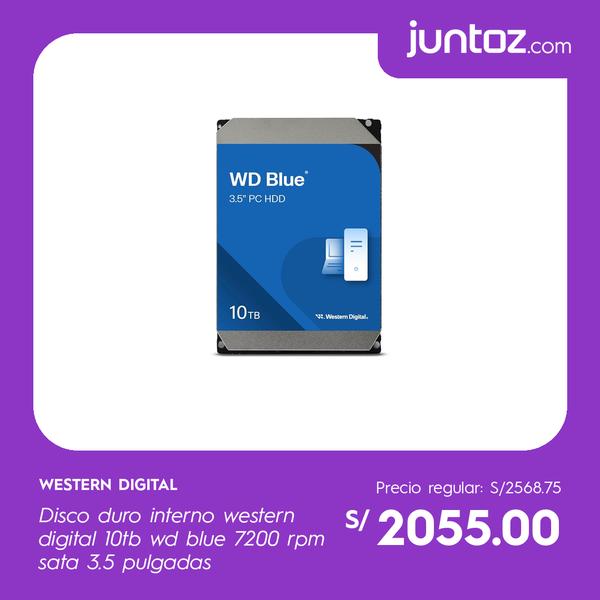 juntoz.com
WD Blue®
3.5" PC HDD
10TB
Western Digital.
WESTERN DIGITAL
Disco duro interno western
digital 10tb wd blue 7200 rpm
sata 3.5 pulgadas
Precio regular: S/2568.75
S/ 2055.00